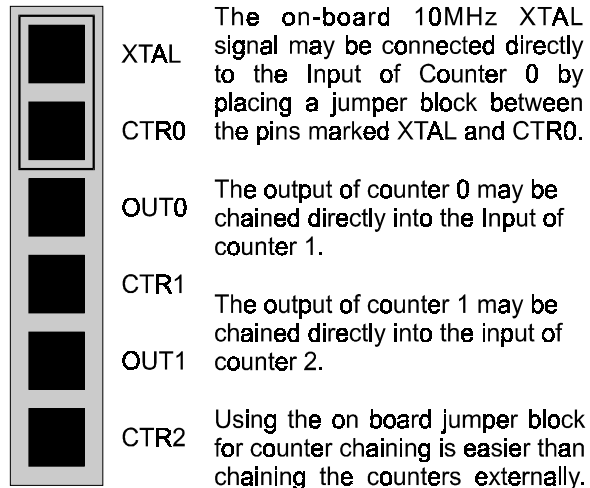 XTAL
CTR0
OUT0
CTR1
OUT1
CTR2
The on-board 10MHz XTAL
signal may be connected directly
to the Input of Counter 0 by
placing a jumper block between
the pins marked XTAL and CTR0.
The output of counter 0 may be
chained directly into the Input of
counter 1.
The output of counter 1 may be
chained directly into the input of
counter 2.
Using the on board jumper block
for counter chaining is easier than
chaining the counters externally.